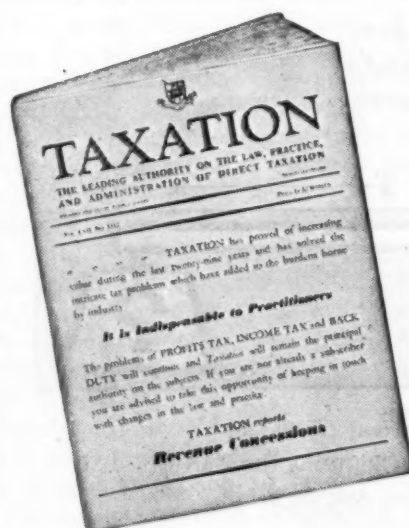 TAXATION
THE LEADING AUTHORITY ON THE LAW, PRACTICE,
AND ADMINISTRATION OF DIRECT TAXATION
" " " " TAXATION has proved of increasing
value during the last twenty-nine years and has solved the
intricate tax problems which have added to the burdens borne
by industry
It is Indispensable to Practitioners
The problems of PROFITS TAX, INCOME TAX and BACK
DUTY will continue and Taxation will remain the principal
authority on the subjects. If you are not already a subscriber
you are advised to take this opportunity of keeping in touch
with changes in the law and practice.
TAXATION reports
Revenue Concessions